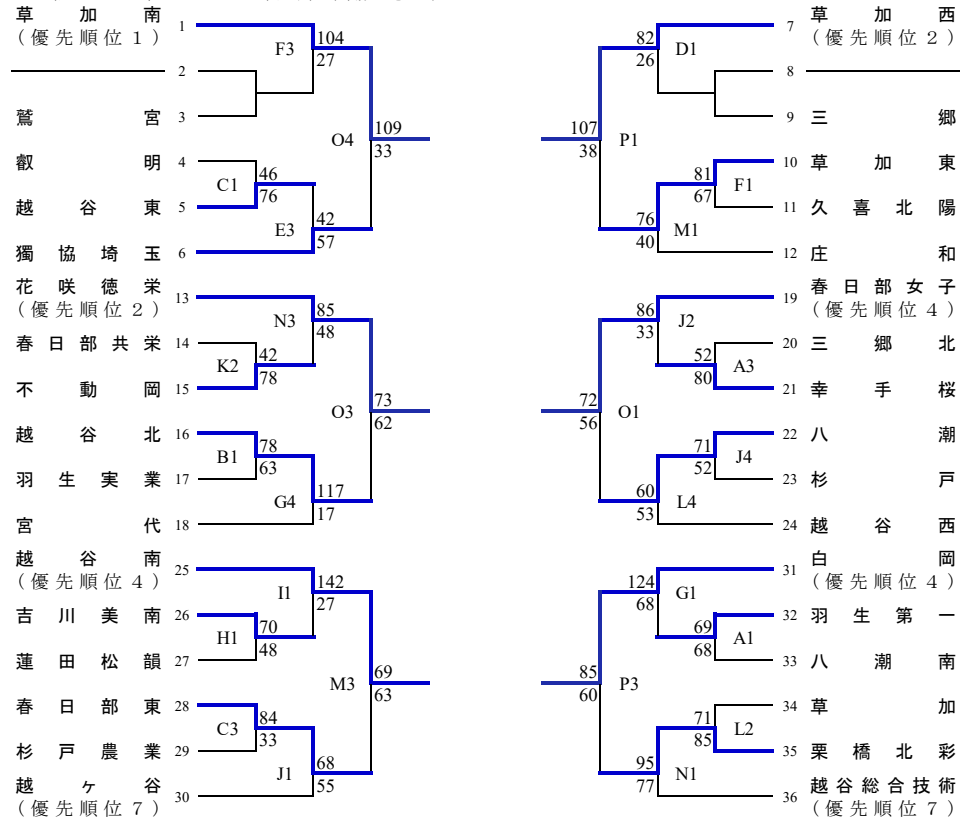 草加南 1
(優先順位1)
F3 104
27
2
鷲宮 3
O4 109
33
叡明 4
C1 46
76
越谷東 5
E3 42
57
獨協埼玉 6
草加西 7
(優先順位2)
82 D1
26
8
9 三郷
107 P1
38
10 草加東
81 F1
67
11 久喜北陽
76 M1
40
12 庄和
花咲徳栄 13
(優先順位2)
N3 85
48
春日部共栄 14
K2 42
78
不動岡 15
O3 73
62
越谷北 16
B1 78
63
羽生実業 17
G4 117
17
宮代 18
春日部女子 19
(優先順位4)
86 J2
33
20 三郷北
52 A3
80
21 幸手桜
72 O1
56
22 八潮
71 J4
52
23 杉戸
60 L4
53
24 越谷西
越谷南 25
(優先順位4)
I1 142
27
吉川美南 26
H1 70
48
蓮田松韻 27
M3 69
63
春日部東 28
C3 84
33
杉戸農業 29
J1 68
55
越ヶ谷 30
(優先順位7)
白岡 31
(優先順位4)
124 G1
68
32 羽生第一
69 A1
68
33 八潮南
85 P3
60
34 草加
71 L2
85
35 栗橋北彩
95 N1
77
36 越谷総合技術
(優先順位7)